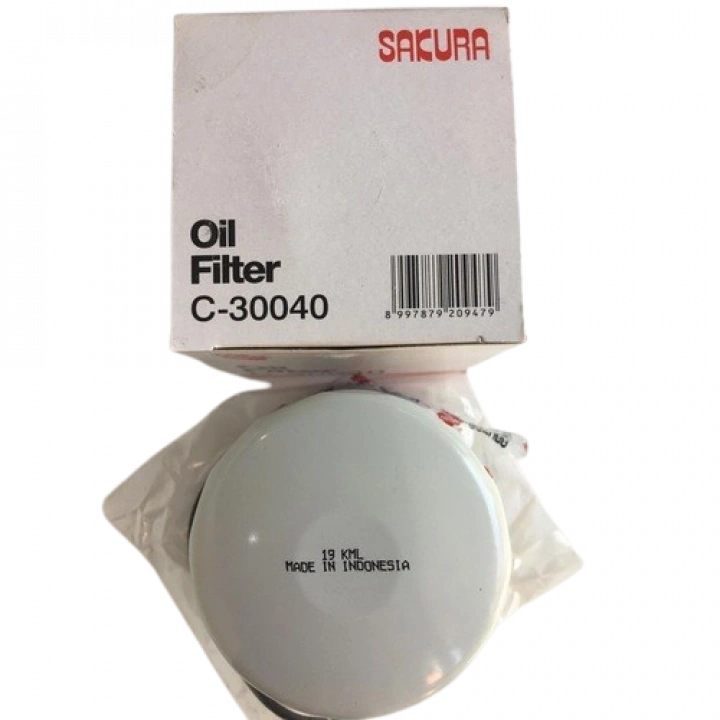 SAKURA
Oil
Filter
C-30040
8 997879 209479
19 KML
MADE IN INDONESIA